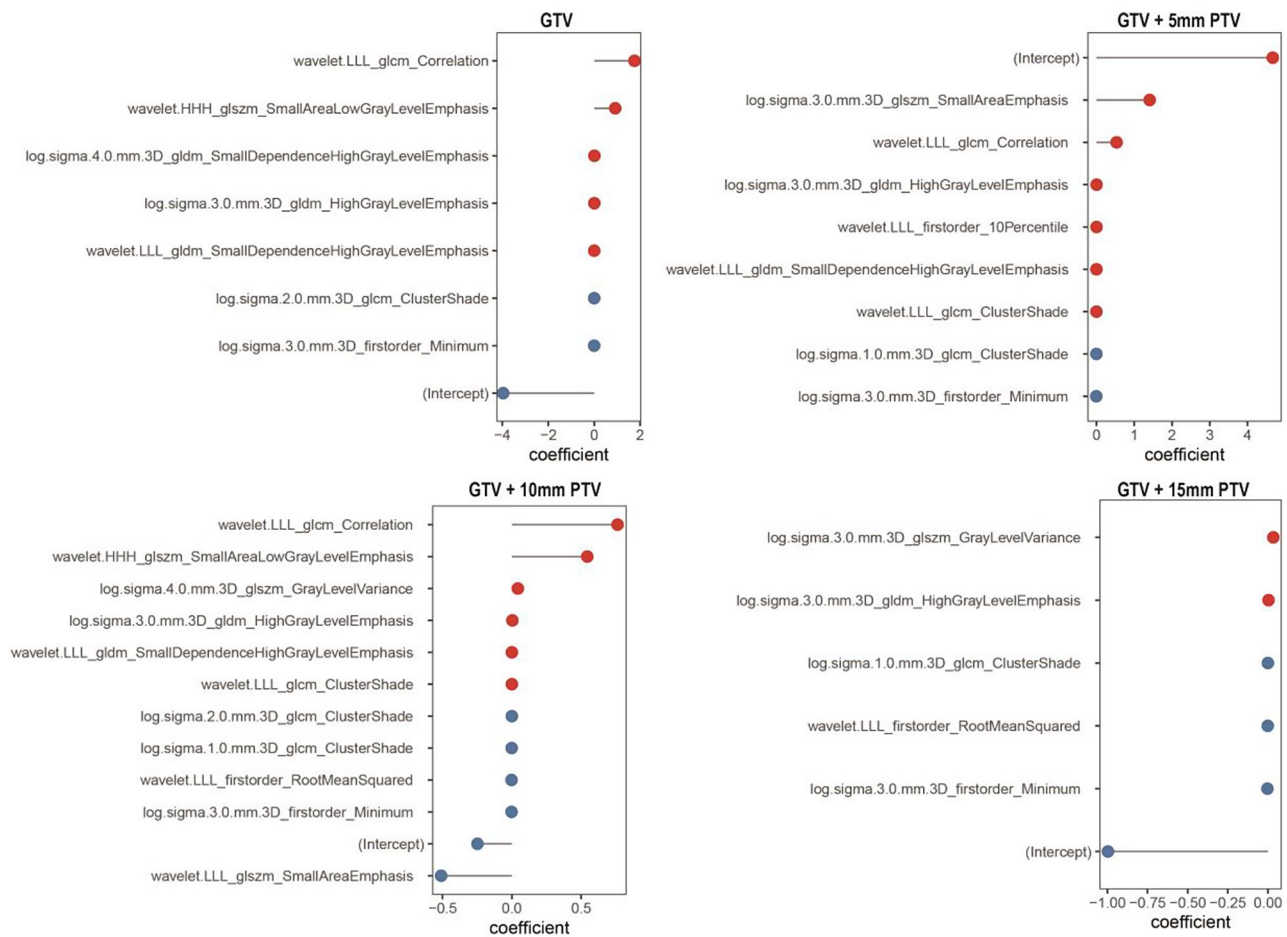 GTV
wavelet.LLL_glcm_Correlation
wavelet.HHH_glszm_SmallAreaLowGrayLevelEmphasis
log.sigma.4.0.mm.3D_gldm_SmallDependenceHighGrayLevelEmphasis
log.sigma.3.0.mm.3D_gldm_HighGrayLevelEmphasis
wavelet.LLL_gldm_SmallDependenceHighGrayLevelEmphasis
log.sigma.2.0.mm.3D_glcm_ClusterShade
log.sigma.3.0.mm.3D_firstorder_Minimum
(Intercept)
−4 −2 0 2
coefficient
GTV + 5mm PTV
(Intercept)
log.sigma.3.0.mm.3D_glszm_SmallAreaEmphasis
wavelet.LLL_glcm_Correlation
log.sigma.3.0.mm.3D_gldm_HighGrayLevelEmphasis
wavelet.LLL_firstorder_10Percentile
wavelet.LLL_gldm_SmallDependenceHighGrayLevelEmphasis
wavelet.LLL_glcm_ClusterShade
log.sigma.1.0.mm.3D_glcm_ClusterShade
log.sigma.3.0.mm.3D_firstorder_Minimum
0 1 2 3 4
coefficient
GTV + 10mm PTV
wavelet.LLL_glcm_Correlation
wavelet.HHH_glszm_SmallAreaLowGrayLevelEmphasis
log.sigma.4.0.mm.3D_glszm_GrayLevelVariance
log.sigma.3.0.mm.3D_gldm_HighGrayLevelEmphasis
wavelet.LLL_gldm_SmallDependenceHighGrayLevelEmphasis
wavelet.LLL_glcm_ClusterShade
log.sigma.2.0.mm.3D_glcm_ClusterShade
log.sigma.1.0.mm.3D_glcm_ClusterShade
wavelet.LLL_firstorder_RootMeanSquared
log.sigma.3.0.mm.3D_firstorder_Minimum
(Intercept)
wavelet.LLL_glszm_SmallAreaEmphasis
−0.5 0.0 0.5
coefficient
GTV + 15mm PTV
log.sigma.3.0.mm.3D_glszm_GrayLevelVariance
log.sigma.3.0.mm.3D_gldm_HighGrayLevelEmphasis
log.sigma.1.0.mm.3D_glcm_ClusterShade
wavelet.LLL_firstorder_RootMeanSquared
log.sigma.3.0.mm.3D_firstorder_Minimum
(Intercept)
−1.00 −0.75 −0.50 −0.25 0.00
coefficient